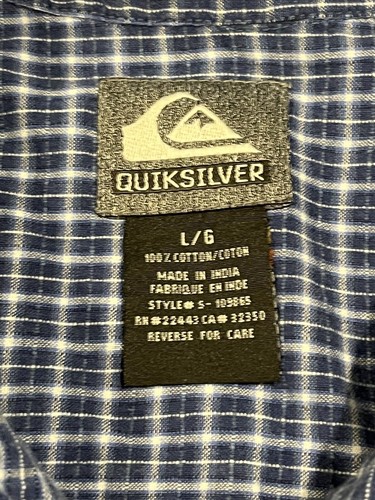 QUIKSILVER
L/G
100% COTTON/COTON
MADE IN INDIA
FABRIQUE EN INDE
STYLE# S- 109865
RN#22443 CA# 32350
REVERSE FOR CARE